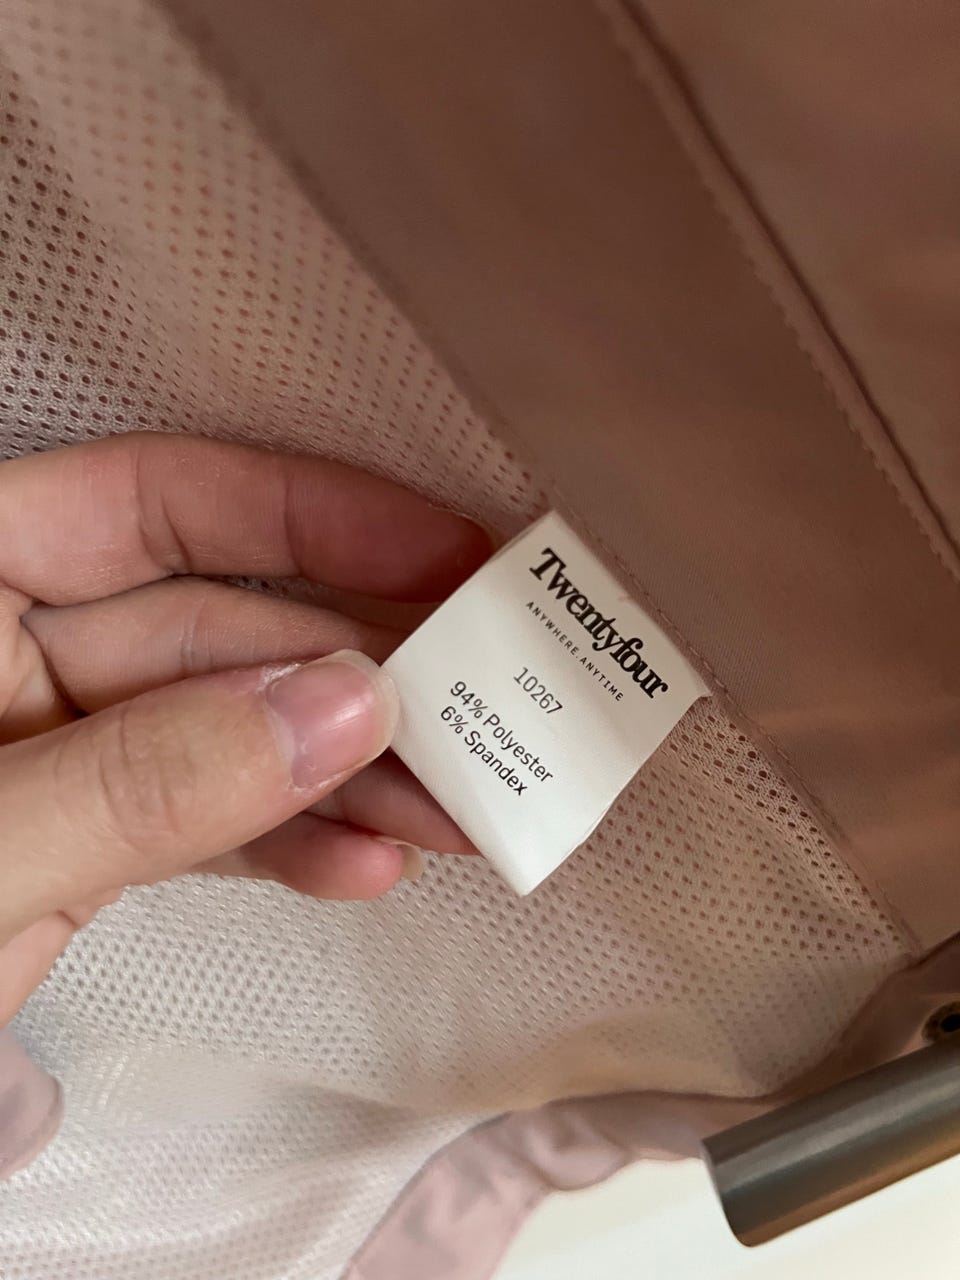 Twentyfour
ANYWHERE.ANYTIME
10267
94% Polyester
6% Spandex